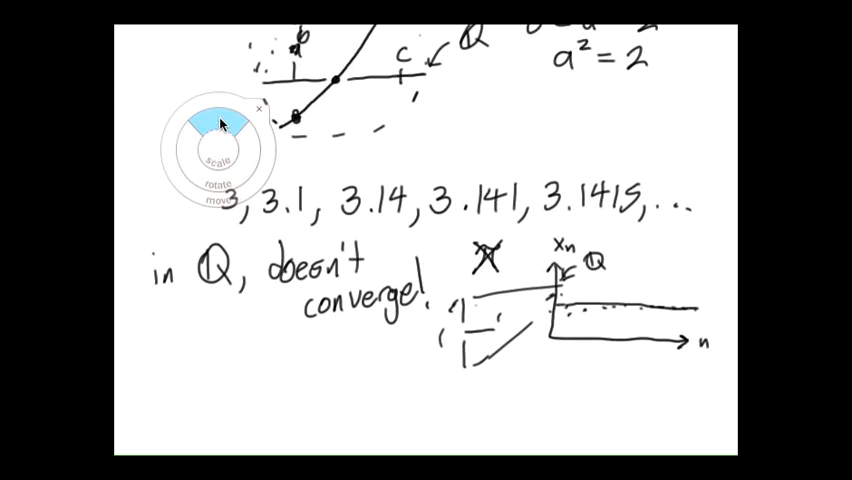 b
C
Q
a² = 2
×
scale
rotate
move
3, 3.1, 3.14, 3.141, 3.1415, ...
in ℚ, doesn't
converge!
xn
ℚ
n